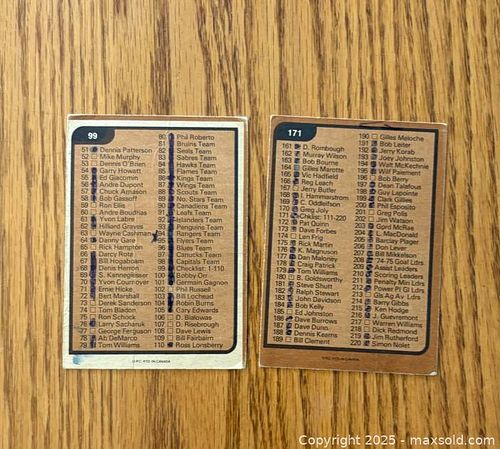 99
51 Dennis Patterson
52 Mike Murphy
53 Dennis O'Brien
54 Garry Howatt
55 Ed Giacomin
56 Andre Dupont
57 Chuck Arnason
58 Bob Gassoff
59 Ron Ellis
60 Andre Boudrias
61 Yvon Labre
62 Hilliard Graves
63 Wayne Cashman
64 Danny Gare
65 Rick Hampton
66 Darcy Rota
67 Bill Hogaboam
68 Denis Herron
69 S. Kannegiesser
70 Yvon Cournoyer
71 Ernie Hicke
72 Bert Marshall
73 Derek Sanderson
74 Tom Bladon
75 Ron Schock
76 Larry Sacharuk
77 George Ferguson
78 Ab DeMarco
79 Tom Williams
80 Phil Roberto
81 Bruins Team
82 Seals Team
83 Sabres Team
84 Hawks Team
85 Flames Team
86 Kings Team
87 Wings Team
88 Scouts Team
89 No. Stars Team
90 Canadiens Team
91 Leafs Team
92 Islanders Team
93 Penguins Team
94 Rangers Team
95 Flyers Team
96 Blues Team
97 Canucks Team
98 Capitals Team
99 Checklist: 1-110
100 Bobby Orr
101 Germain Gagnon
102 Phil Russell
103 Bill Lochead
104 Robin Burns
105 Gary Edwards
106 D. Blakowas
107 D. Risebrough
108 Dave Lewis
109 Bill Fairbairn
110 Ross Lonsberry
O.P.C. PTD. IN CANADA
171
161 D. Rombough
162 Murray Wilson
163 Bob Bourne
164 Gilles Marotte
165 Vic Hadfield
166 Reg Leach
167 Jerry Butler
168 I. Hammarstrom
169 C. Oddleifson
170 Greg Joly
171 Chklist: 111-220
172 Pat Quinn
173 Dave Forbes
174 Len Frig
175 Rick Martin
176 K. Magnuson
177 Dan Maloney
178 Craig Patrick
179 Tom Williams
180 B. Goldsworthy
181 Steve Shutt
182 Ralph Stewart
183 John Davidson
184 Bob Kelly
185 Ed Johnston
186 Dave Burrows
187 Dave Dunn
188 Dennis Kearns
189 Bill Clement
190 Gilles Meloche
191 Bob Leiter
192 Jerry Korab
193 Joey Johnston
194 Walt McKechnie
195 Wilf Paiement
196 Bob Berry
197 Dean Talafous
198 Guy Lapointe
199 Clark Gillies
200 Phil Esposito
201 Greg Polis
202 Jim Watson
203 Gord McRae
204 L. MacDonald
205 Barclay Plager
206 Don Lever
207 Bill Mikkelson
208 74-75 Goal Ldrs
209 Assist Leaders
210 Scoring Leaders
211 Penalty Min Ldrs
212 Power Pl Gl Ldrs
213 Gls Ag Av. Ldrs
214 Barry Gibbs
215 Ken Hodge
216 J. Guevremont
217 Warren Williams
218 Dick Redmond
219 Jim Rutherford
220 Simon Nolet
O.P.C. PTD. IN CANADA
Copyright © 2025 - maxsold.com